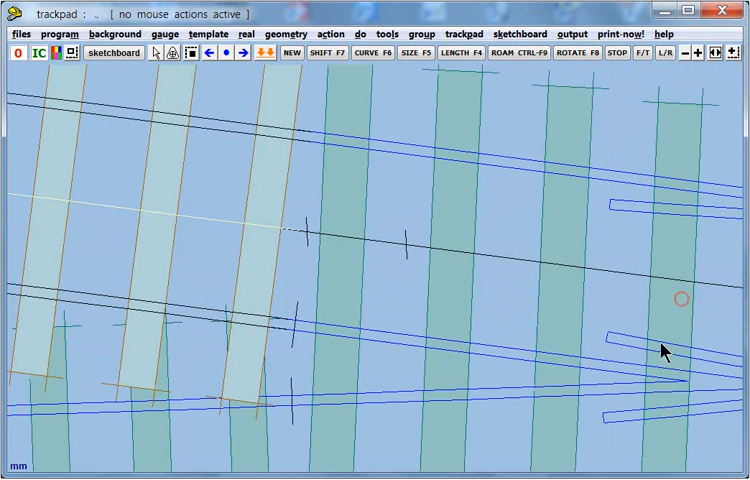 trackpad : .. [ no mouse actions active ]
files program background gauge template real geometry action do tools group trackpad sketchboard output print-now! help
0 IC sketchboard NEW SHIFT F7 CURVE F6 SIZE F5 LENGTH F4 ROAM CTRL-F9 ROTATE F8 STOP F/T L/R
mm